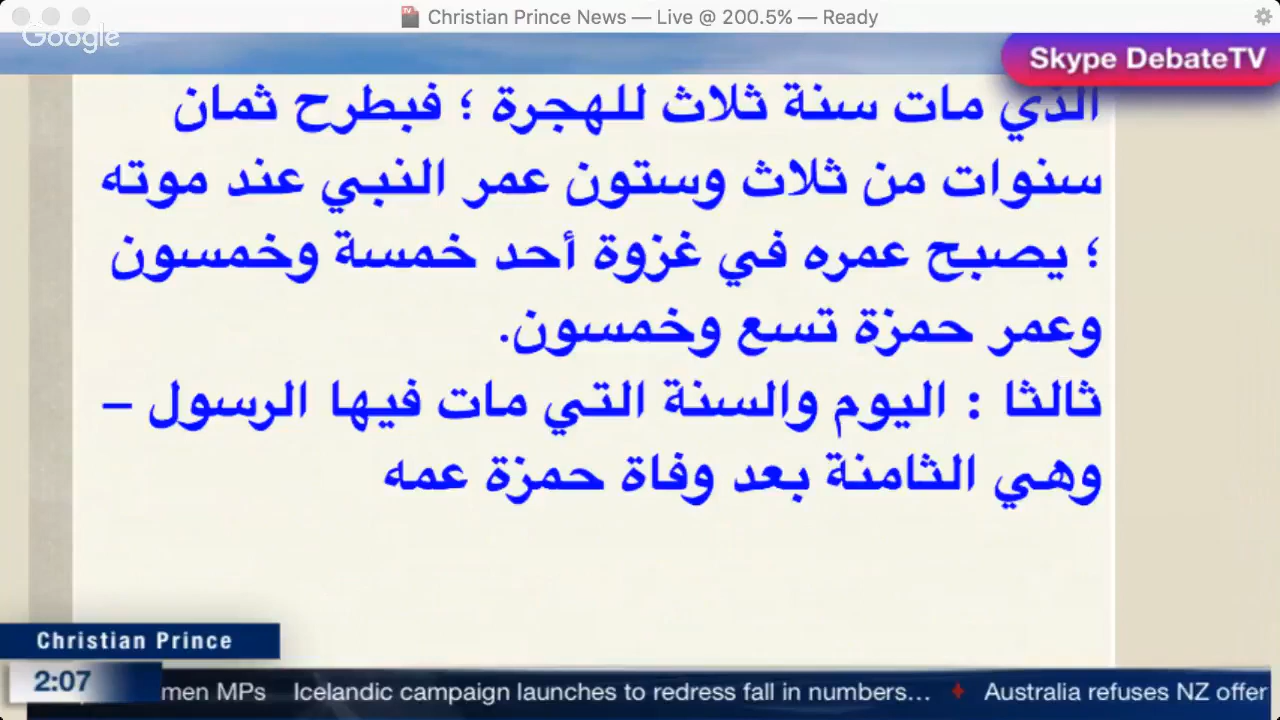 Christian Prince News — Live @ 200.5% — Ready
Google
Skype DebateTV
الذي مات سنة ثلاث للهجرة ؛ فبطرح ثمان
سنوات من ثلاث وستون عمر النبي عند موته
؛ يصبح عمره في غزوة أحد خمسة وخمسون
وعمر حمزة تسع وخمسون.
ثالثا : اليوم والسنة التي مات فيها الرسول –
وهي الثامنة بعد وفاة حمزة عمه
Christian Prince
2:07
men MPs Icelandic campaign launches to redress fall in numbers... Australia refuses NZ offer